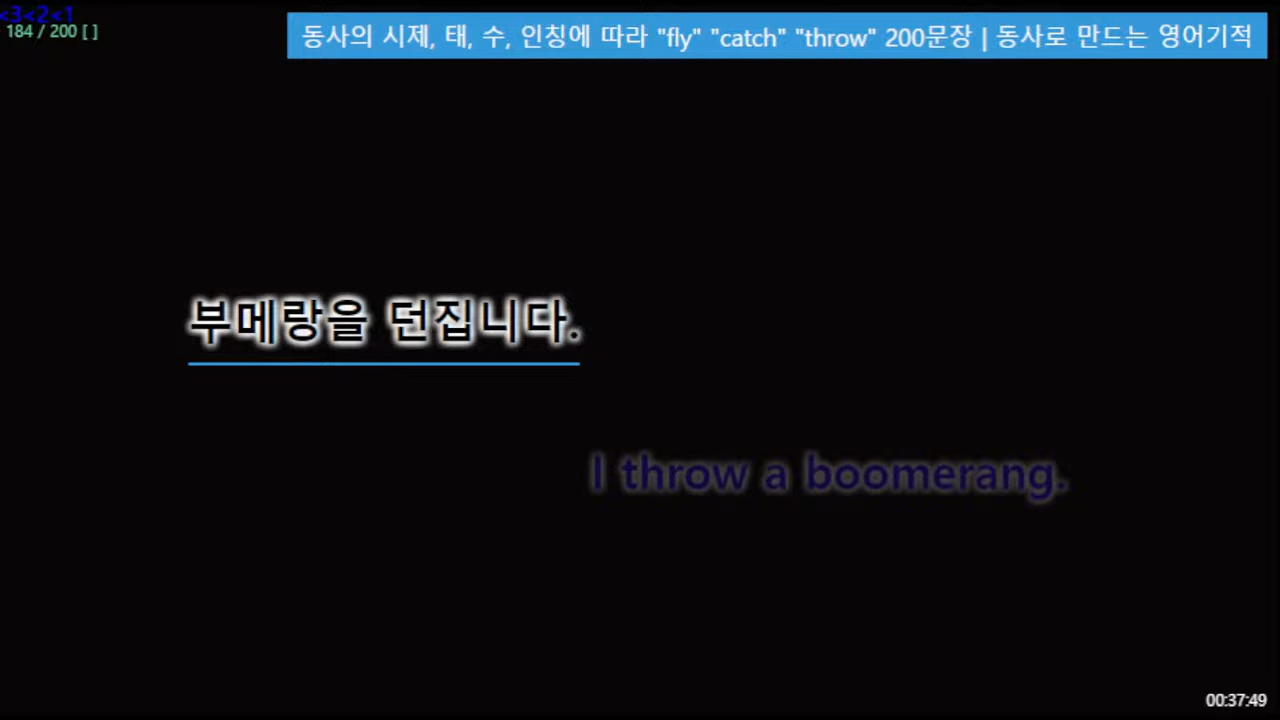 <3<2<1
184 / 200 [ ]
동사의 시제, 태, 수, 인칭에 따라 "fly" "catch" "throw" 200문장 | 동사로 만드는 영어기적
부메랑을 던집니다.
I throw a boomerang.
00:37:49